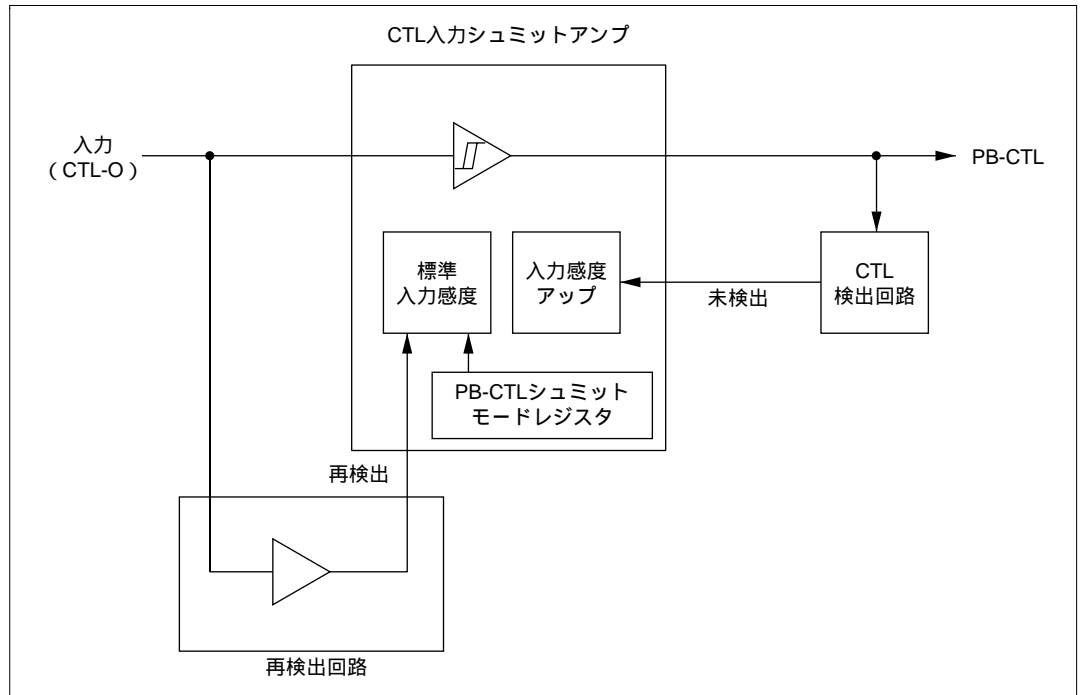 CTL入力シュミットアンプ
入力
(CTL-O)
PB-CTL
標準
入力感度
入力感度
アップ
未検出
CTL
検出回路
PB-CTLシュミット
モードレジスタ
再検出
再検出回路